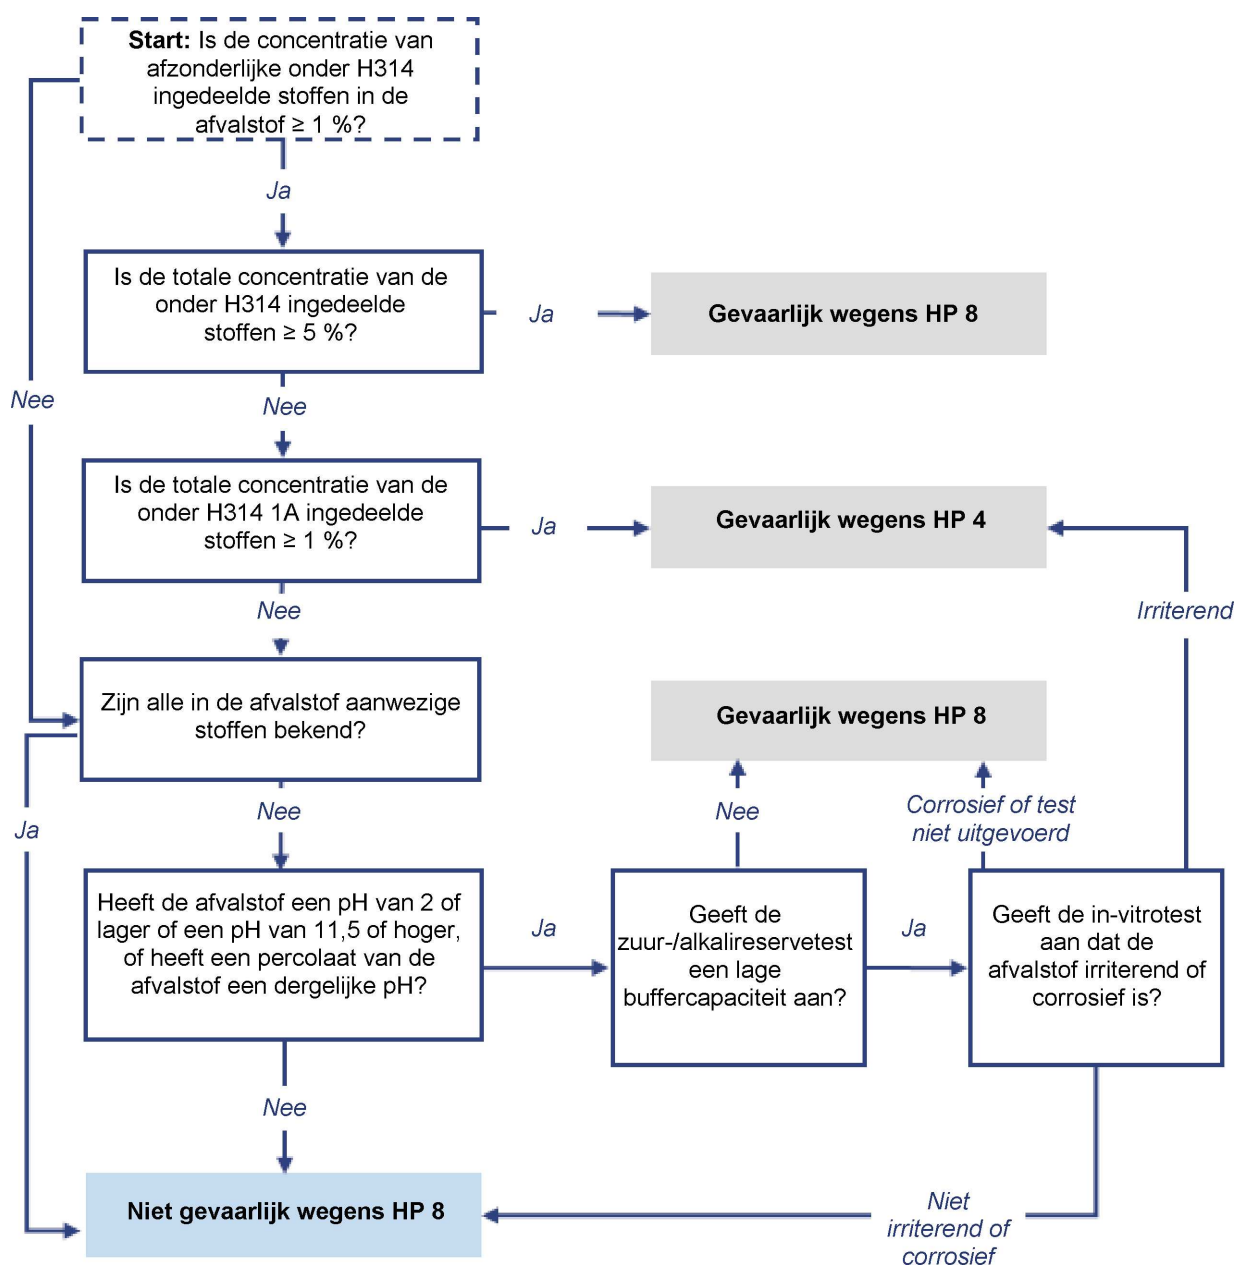 Start: Is de concentratie van
afzonderlijke onder H314
ingedeelde stoffen in de
afvalstof ≥ 1 %?
Ja
Nee
Is de totale concentratie van de
onder H314 ingedeelde
stoffen ≥ 5 %?
Ja
Gevaarlijk wegens HP 8
Nee
Is de totale concentratie van de
onder H314 1A ingedeelde
stoffen ≥ 1 %?
Ja
Gevaarlijk wegens HP 4
Nee
Irriterend
Zijn alle in de afvalstof aanwezige
stoffen bekend?
Gevaarlijk wegens HP 8
Ja
Nee
Nee
Corrosief of test
niet uitgevoerd
Heeft de afvalstof een pH van 2 of
lager of een pH van 11,5 of hoger,
of heeft een percolaat van de
afvalstof een dergelijke pH?
Ja
Geeft de
zuur-/alkalireservetest
een lage
buffercapaciteit aan?
Ja
Geeft de in-vitrotest
aan dat de
afvalstof irriterend of
corrosief is?
Nee
Niet gevaarlijk wegens HP 8
Niet
irriterend of
corrosief